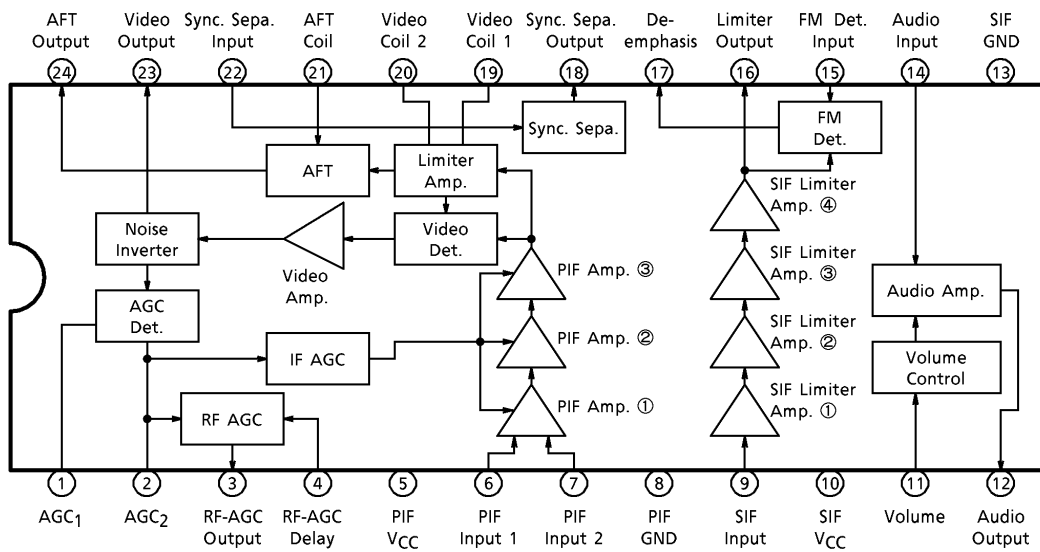 AFT Output
Video Output
Sync. Sepa. Input
AFT Coil
Video Coil 2
Video Coil 1
Sync. Sepa. Output
De-emphasis
Limiter Output
FM Det. Input
Audio Input
SIF GND
24
23
22
21
20
19
18
17
16
15
14
13
Sync. Sepa.
FM Det.
AFT
Limiter Amp.
SIF Limiter Amp. ④
Noise Inverter
Video Amp.
Video Det.
PIF Amp. ③
SIF Limiter Amp. ③
Audio Amp.
AGC Det.
IF AGC
PIF Amp. ②
SIF Limiter Amp. ②
Volume Control
RF AGC
PIF Amp. ①
SIF Limiter Amp. ①
1
2
3
4
5
6
7
8
9
10
11
12
AGC1
AGC2
RF-AGC Output
RF-AGC Delay
PIF VCC
PIF Input 1
PIF Input 2
PIF GND
SIF Input
SIF VCC
Volume
Audio Output